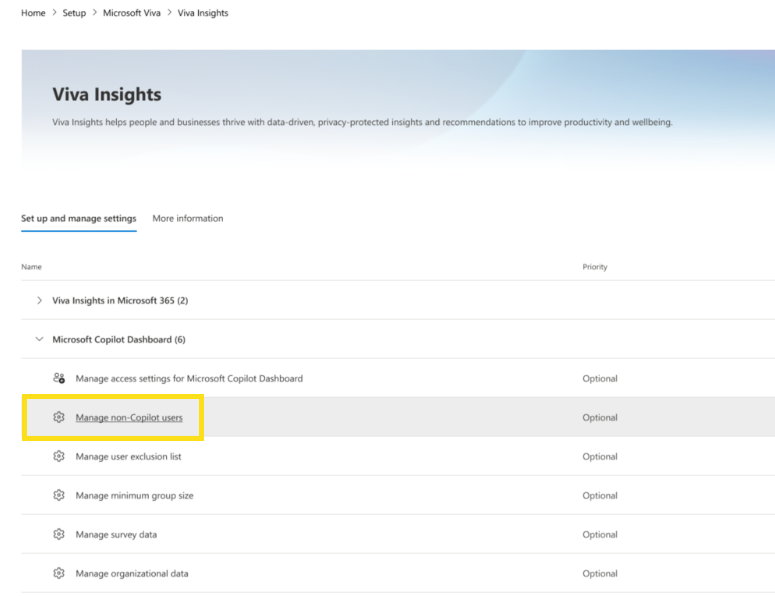 Home > Setup > Microsoft Viva > Viva Insights
Viva Insights
Viva Insights helps people and businesses thrive with data-driven, privacy-protected insights and recommendations to improve productivity and wellbeing.
Set up and manage settings More information
Name Priority
Viva Insights in Microsoft 365 (2)
Microsoft Copilot Dashboard (6)
Manage access settings for Microsoft Copilot Dashboard Optional
Manage non-Copilot users Optional
Manage user exclusion list Optional
Manage minimum group size Optional
Manage survey data Optional
Manage organizational data Optional